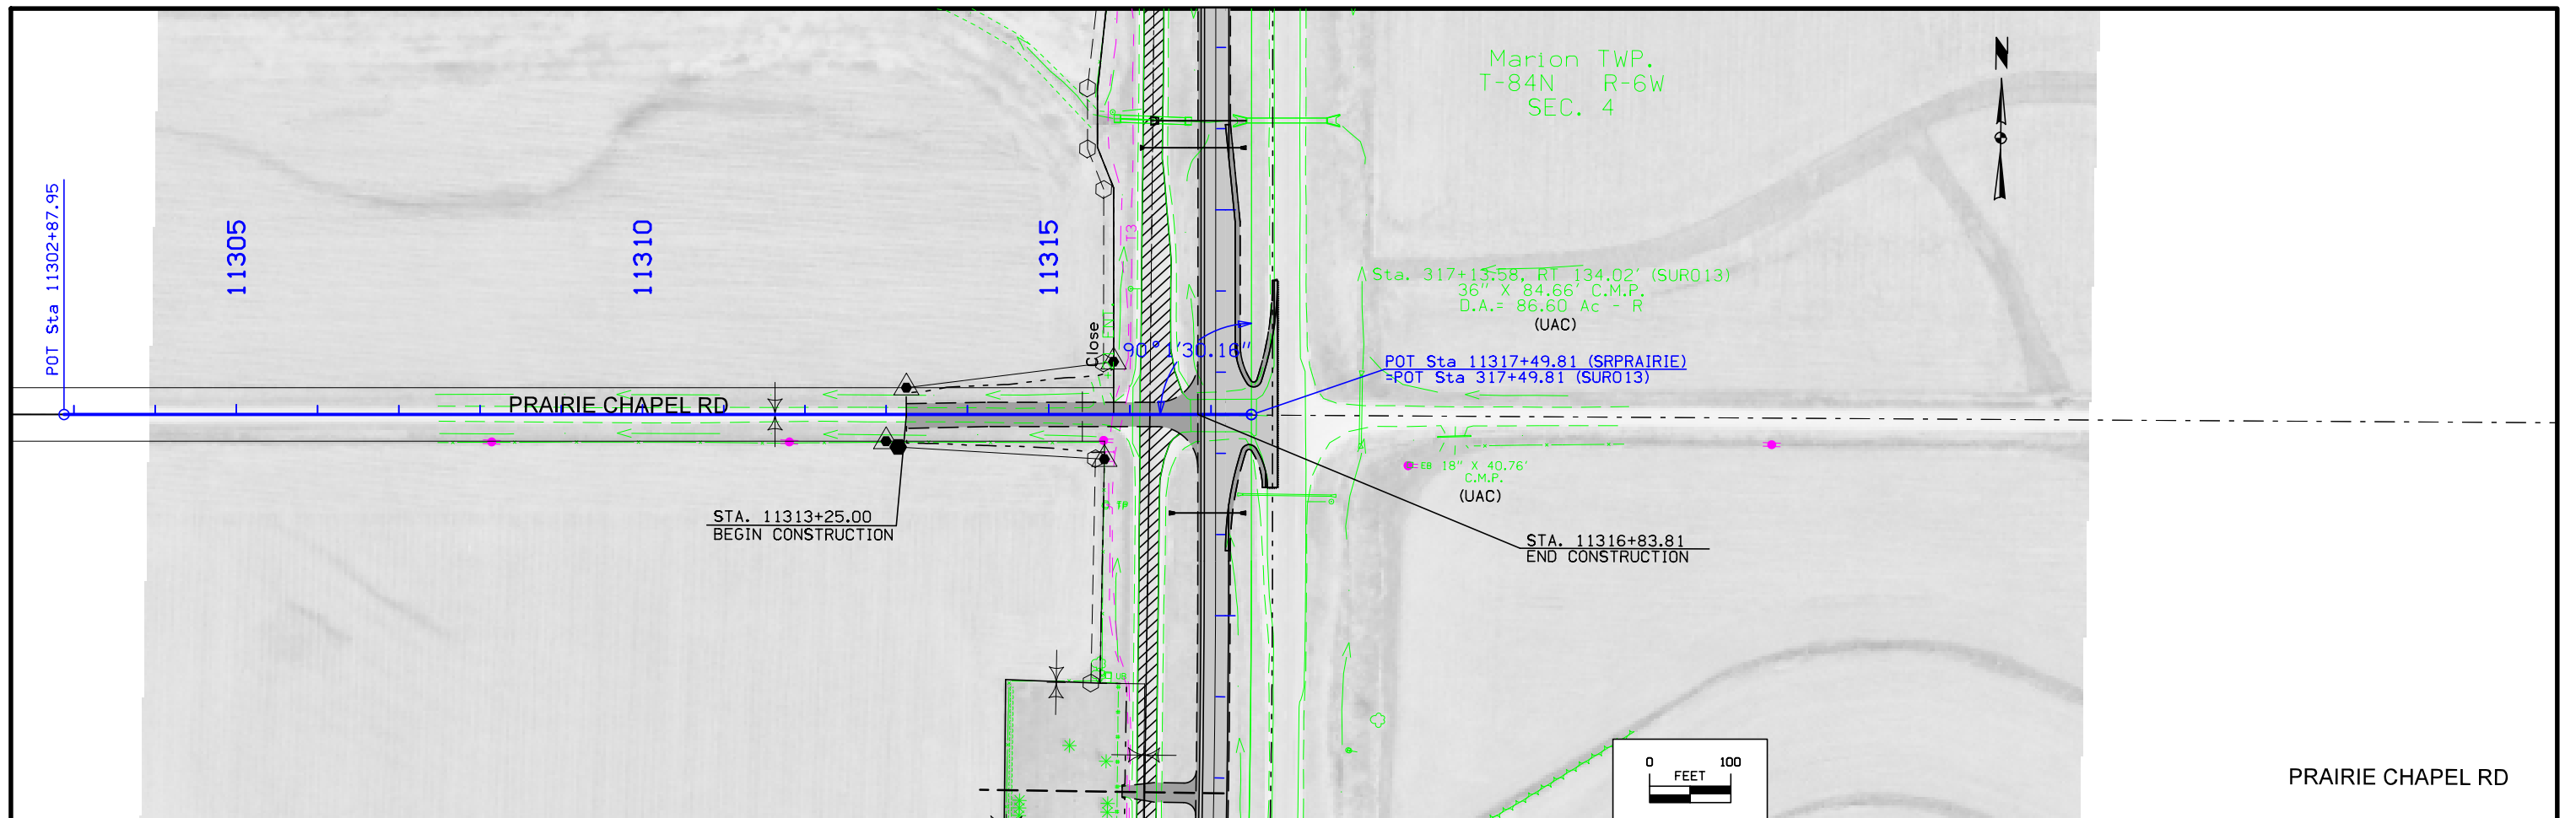 Marion TWP.
T-84N R-6W
SEC. 4
N
POT Sta 11302+87.95
11305
11310
11315
T3
Close
90°1'30.16"
Sta. 317+13.58, RT 134.02' (SUR013)
36" X 84.66' C.M.P.
D.A.= 86.60 Ac - R
(UAC)
POT Sta 11317+49.81 (SRPRAIRIE)
=POT Sta 317+49.81 (SUR013)
PRAIRIE CHAPEL RD
EB 18" X 40.76'
C.M.P.
(UAC)
TP
STA. 11313+25.00
BEGIN CONSTRUCTION
STA. 11316+83.81
END CONSTRUCTION
0 100
FEET
PRAIRIE CHAPEL RD